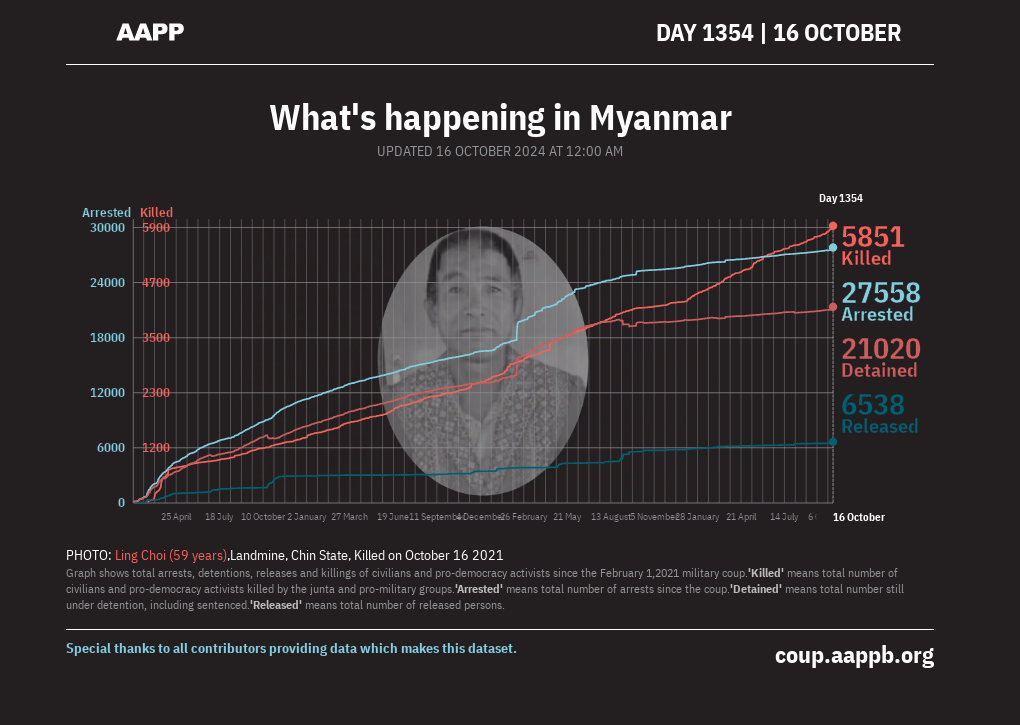 AAPP
DAY 1354 | 16 OCTOBER
What's happening in Myanmar
UPDATED 16 OCTOBER 2024 AT 12:00 AM
Day 1354
Arrested Killed
30000 5900
24000 4700
18000 3500
12000 2300
6000 1200
0
5851
Killed
27558
Arrested
21020
Detained
6538
Released
25 April 18 July 10 October 2 January 27 March 19 June 11 September 4 December 26 February 21 May 13 August 5 November 28 January 21 April 14 July 6 16 October
PHOTO: Ling Choi (59 years),Landmine, Chin State, Killed on October 16 2021
Graph shows total arrests, detentions, releases and killings of civilians and pro-democracy activists since the February 1,2021 military coup.'Killed' means total number of
civilians and pro-democracy activists killed by the junta and pro-military groups.'Arrested' means total number of arrests since the coup.'Detained' means total number still
under detention, including sentenced.'Released' means total number of released persons.
Special thanks to all contributors providing data which makes this dataset.
coup.aappb.org